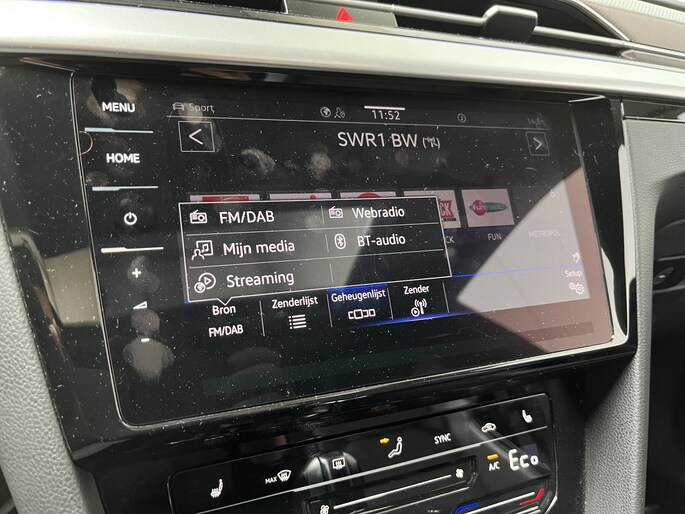 MENU
HOME
Sport
11:52
SWR1 BW
FM/DAB
Webradio
Mijn media
BT-audio
Streaming
FUN
METROPOL
Setup
Bron
FM/DAB
Zenderlijst
Geheugenlijst
Zender
MAX
SYNC
A/C
Eco